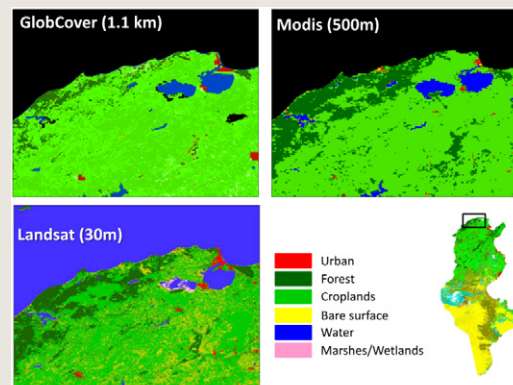 GlobCover (1.1 km)
Modis (500m)
Landsat (30m)
Urban
Forest
Croplands
Bare surface
Water
Marshes/Wetlands